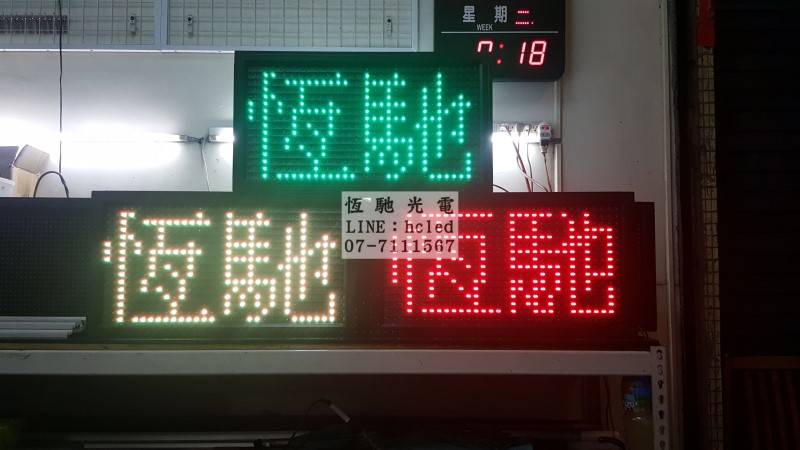 星期二
WEEK
7:18
恆馳
恆馳光電
LINE:hcled
07-7111567
恆馳
恆馳